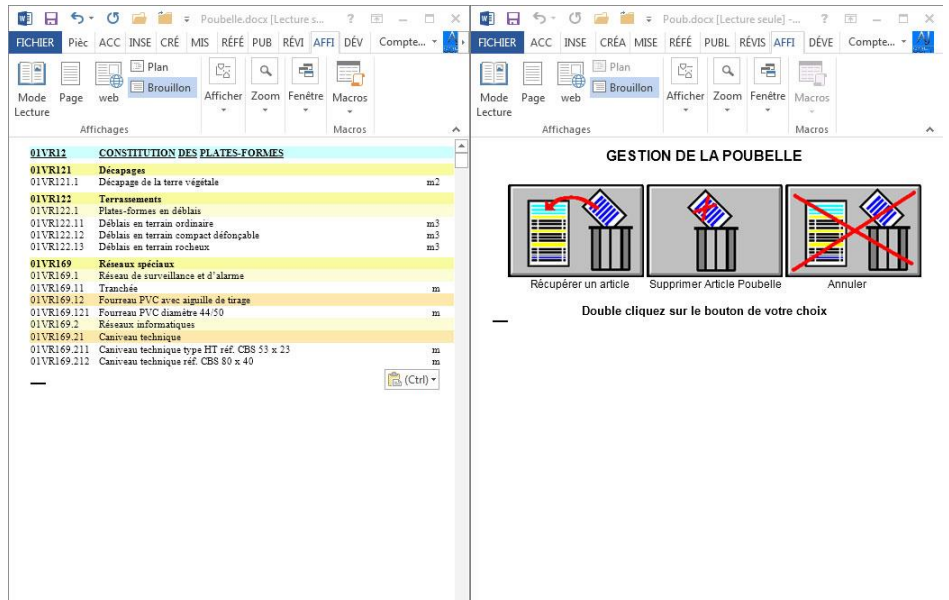 Poubelle.docx [Lecture s...
FICHIER Pièc ACC INSE CRÉ MIS RÉFÉ PUB RÉVI AFFI DÉV Compte...
Mode Lecture
Page
web
Plan
Brouillon
Afficher
Zoom
Fenêtre
Macros
Affichages
Macros
01VR12 CONSTITUTION DES PLATES-FORMES
01VR121 Décapages
01VR121.1 Décapage de la terre végétale m2
01VR122 Terrassements
01VR122.1 Plates-formes en déblais
01VR122.11 Déblais en terrain ordinaire m3
01VR122.12 Déblais en terrain compact défonçable m3
01VR122.13 Déblais en terrain rocheux m3
01VR169 Réseaux spéciaux
01VR169.1 Réseau de surveillance et d'alarme
01VR169.11 Tranchée m
01VR169.12 Fourreau PVC avec aiguille de tirage
01VR169.121 Fourreau PVC diamètre 44/50 m
01VR169.2 Réseaux informatiques
01VR169.21 Caniveau technique
01VR169.211 Caniveau technique type HT réf. CBS 53 x 23 m
01VR169.212 Caniveau technique réf. CBS 80 x 40 m
(Ctrl)
Poub.docx [Lecture seule] -...
FICHIER ACC INSE CRÉA MISE RÉFÉ PUBL RÉVIS AFFI DÉVE Compte...
Mode Lecture
Page
web
Plan
Brouillon
Afficher
Zoom
Fenêtre
Macros
Affichages
Macros
GESTION DE LA POUBELLE
Récupérer un article Supprimer Article Poubelle Annuler
Double cliquez sur le bouton de votre choix